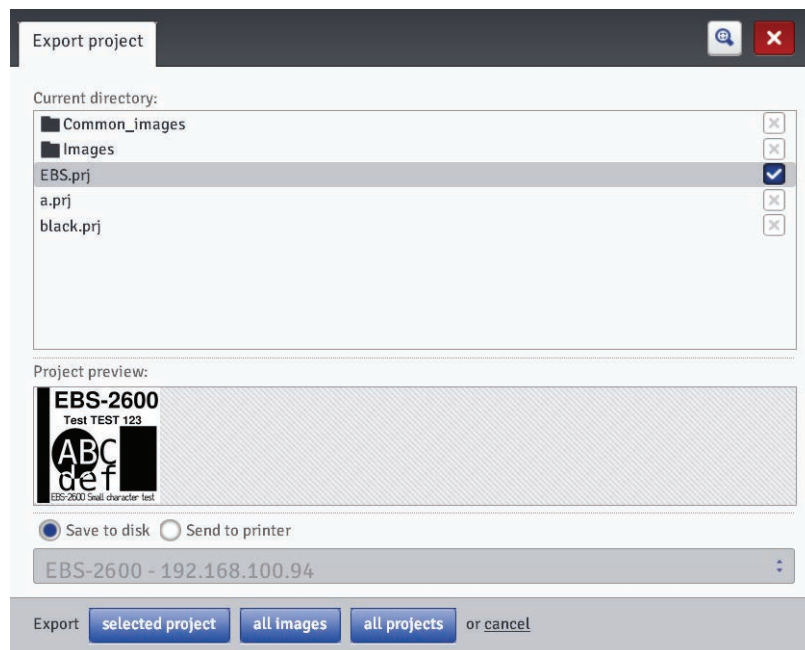 Export project
Current directory:
Common_images
Images
EBS.prj
a.prj
black.prj
Project preview:
EBS-2600
Test TEST 123
ABC
def
EBS-2600 Small character test
Save to disk Send to printer
EBS-2600 - 192.168.100.94
Export selected project all images all projects or cancel